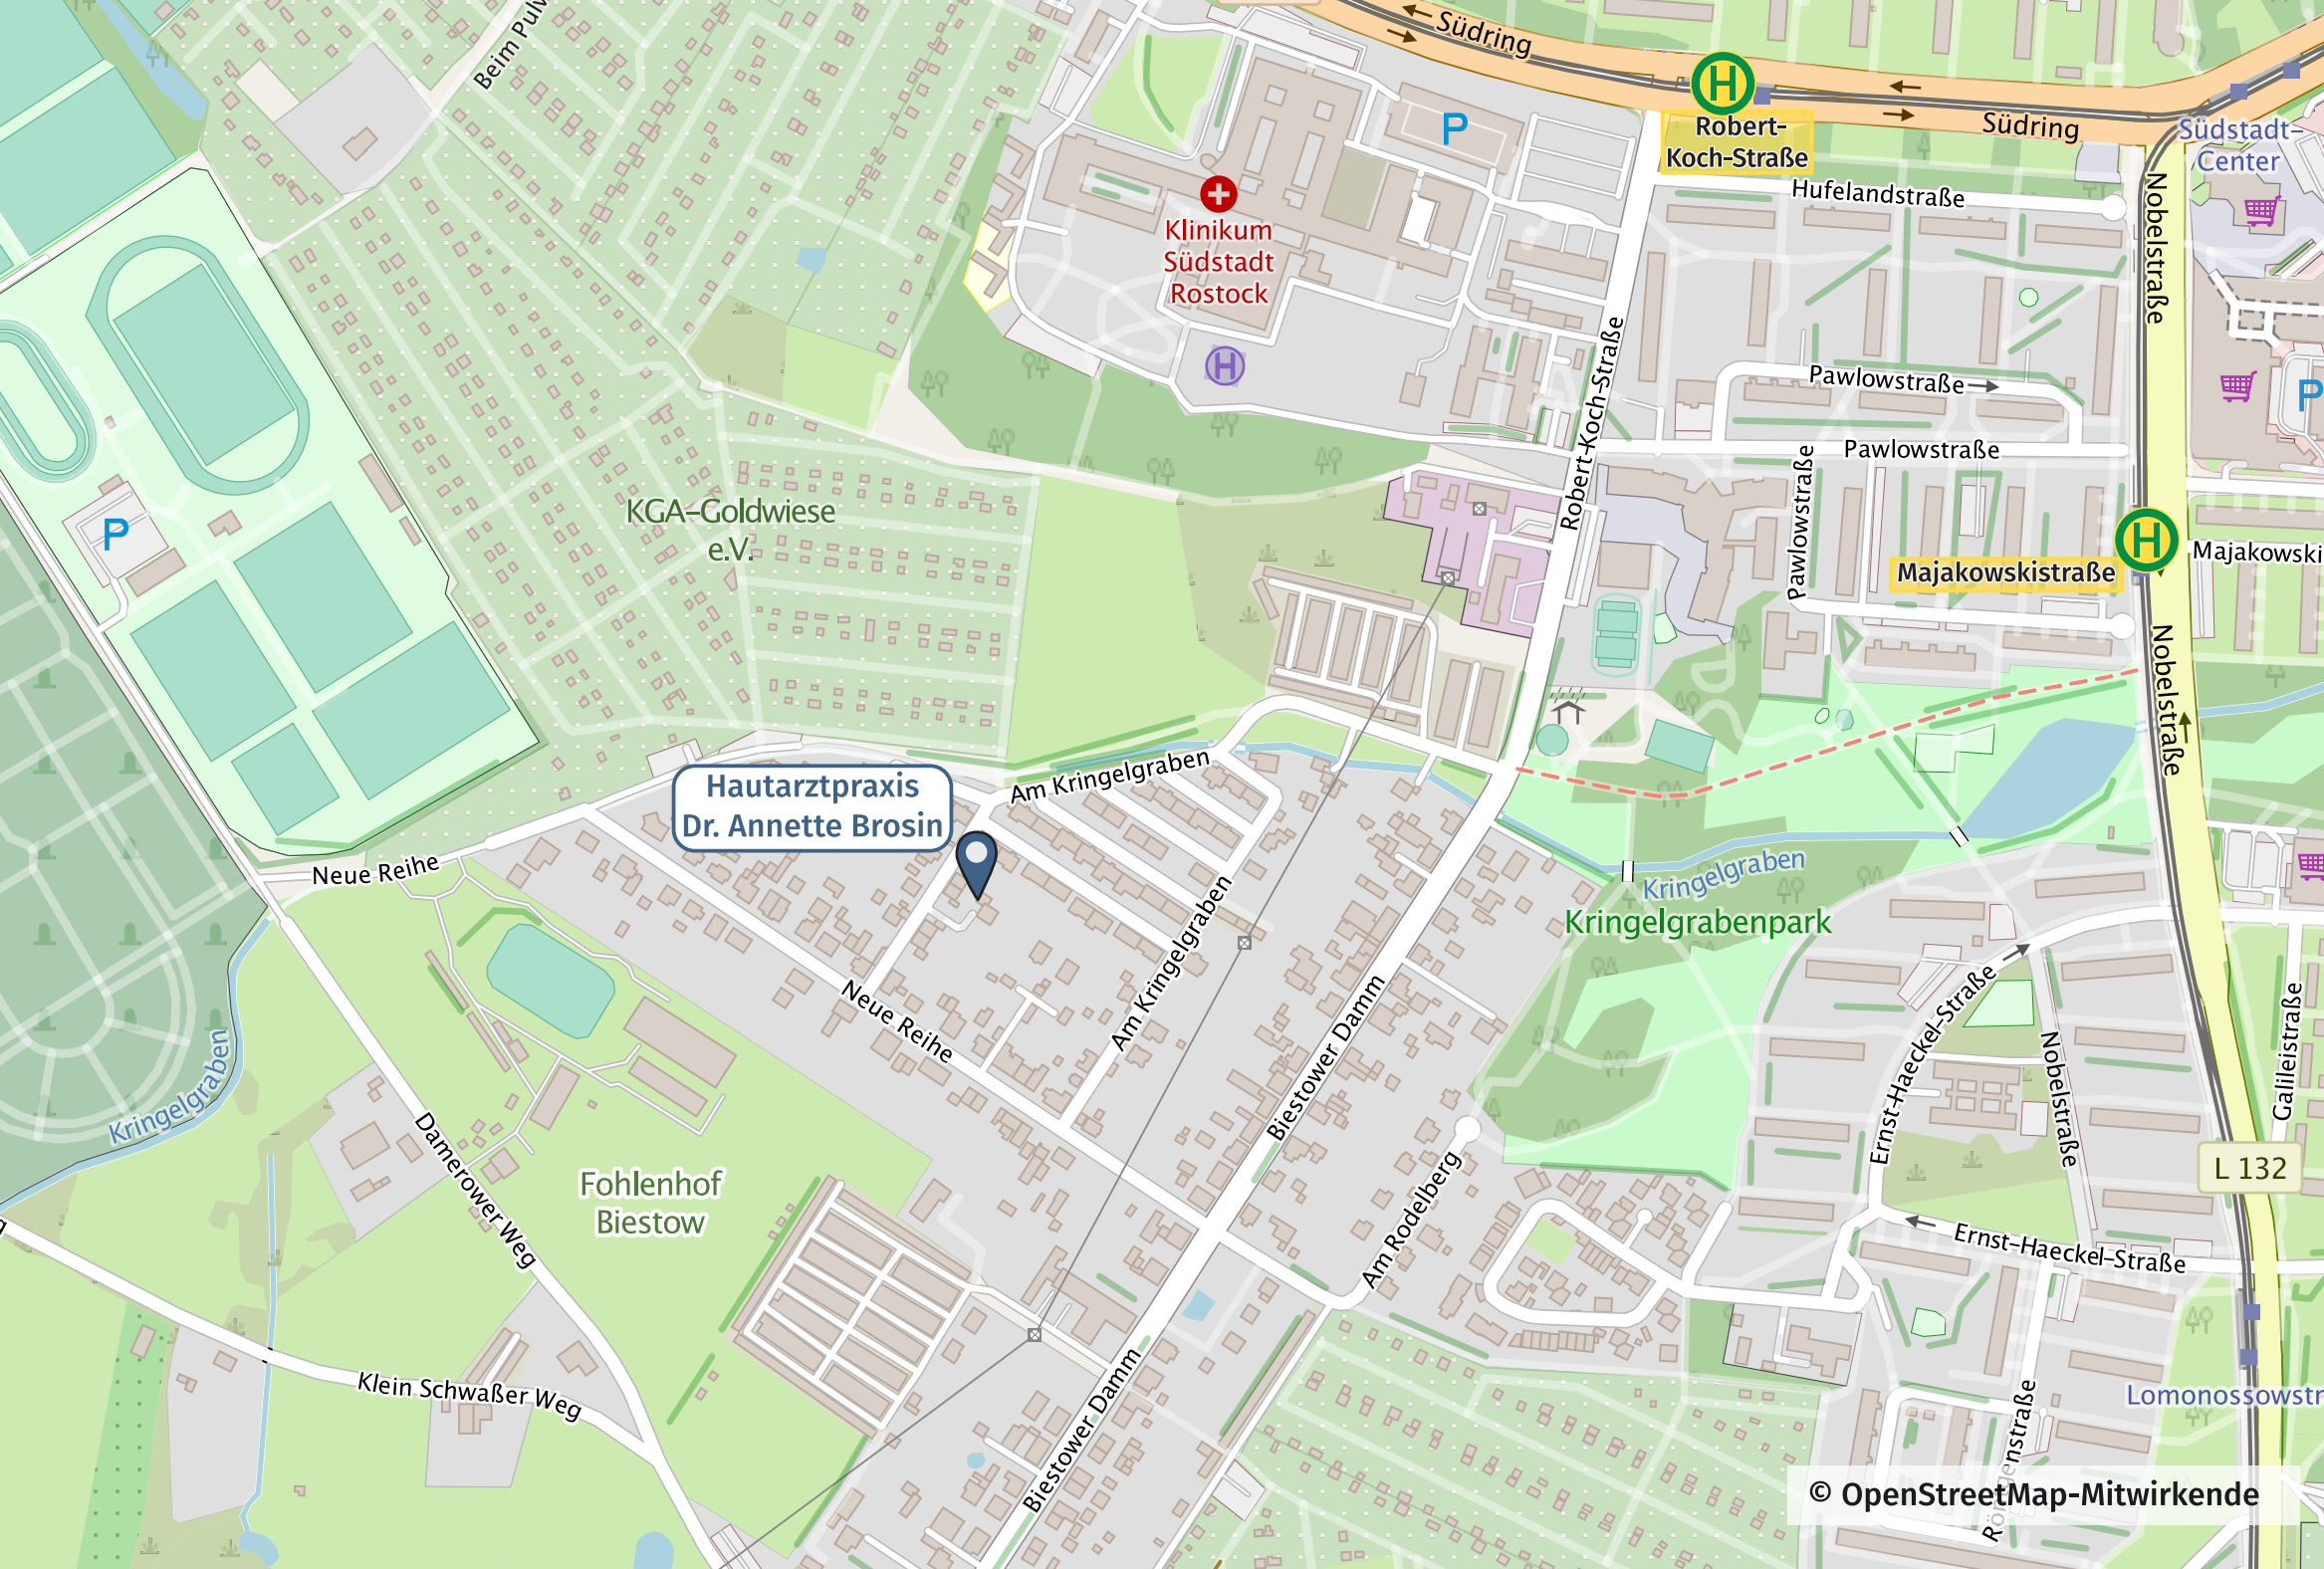 Beim Pulv
Südring
Südring
H
Robert-
Koch-Straße
Südstadt-
Center
P
Hufelandstraße
Nobelstraße
Klinikum
Südstadt
Rostock
H
Robert-Koch-Straße
Pawlowstraße
P
Pawlowstraße
Pawlowstraße
KGA-Goldwiese
e.V.
P
H
Majakowskistraße
Majakowski
Nobelstraße
Am Kringelgraben
Hautarztpraxis
Dr. Annette Brosin
Neue Reihe
Kringelgraben
Kringelgrabenpark
Am Kringelgraben
Neue Reihe
Biestower Damm
Ernst-Haeckel-Straße
Nobelstraße
Galileistraße
Kringelgraben
Damerower Weg
Fohlenhof
Biestow
Am Rodelberg
L 132
Ernst-Haeckel-Straße
Klein Schwaßer Weg
Biestower Damm
Lomonossowstr
Röntgenstraße
© OpenStreetMap-Mitwirkende